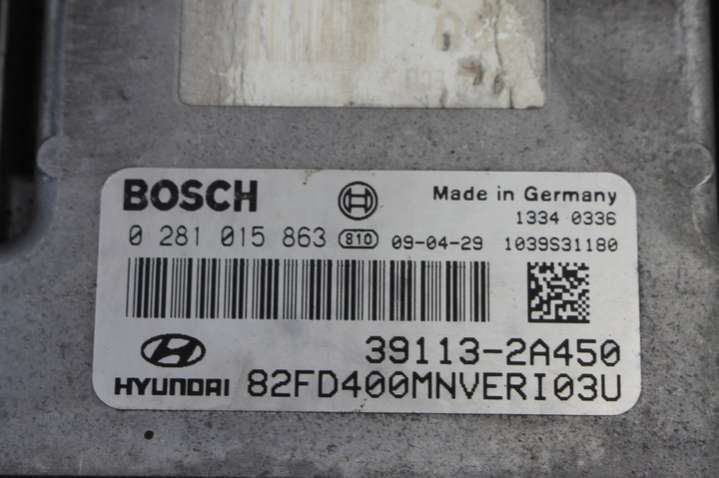 BOSCH Made in Germany
1334 0336
0 281 015 863 810 09-04-29 1039S31180
39113-2A450
HYUNDAI 82FD400MNVERI03U